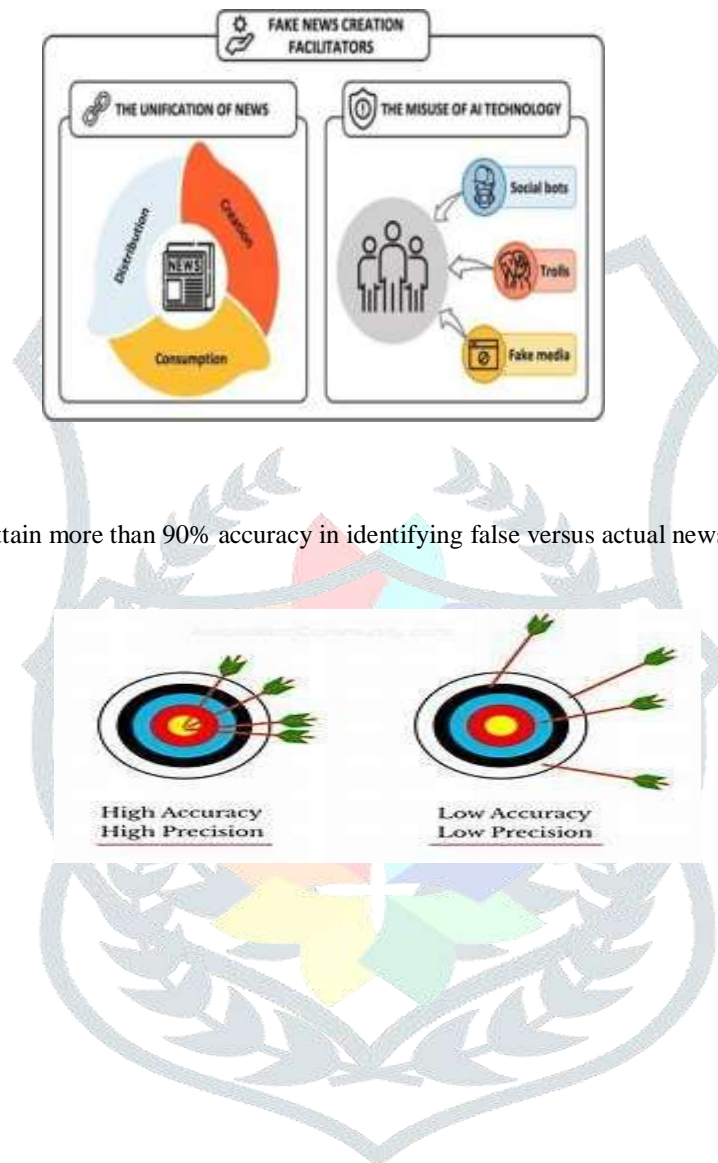 FAKE NEWS CREATION
FACILITATORS
THE UNIFICATION OF NEWS
THE MISUSE OF AI TECHNOLOGY
Distribution
Creation
NEWS
Consumption
Social bots
Trolls
Fake media
ttain more than 90% accuracy in identifying false versus actual news
High Accuracy
High Precision
Low Accuracy
Low Precision